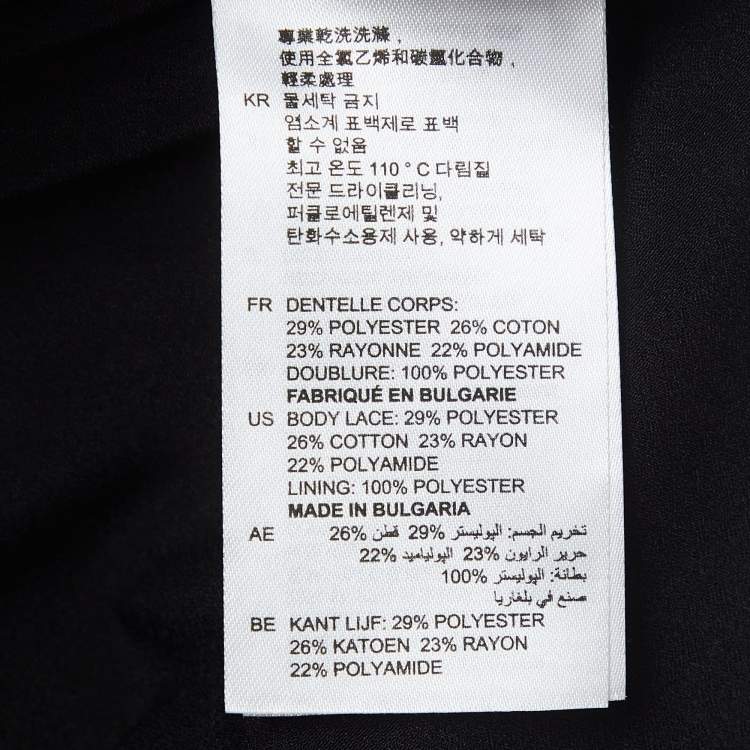 專業乾洗洗滌，
使用全氯乙烯和碳氫化合物，
輕柔處理
KR 물세탁 금지
염소계 표백제로 표백
할 수 없음
최고 온도 110 ° C 다림질
전문 드라이클리닝,
퍼클로에틸렌제 및
탄화수소용제 사용, 약하게 세탁
FR DENTELLE CORPS:
29% POLYESTER 26% COTON
23% RAYONNE 22% POLYAMIDE
DOUBLURE: 100% POLYESTER
FABRIQUÉ EN BULGARIE
US BODY LACE: 29% POLYESTER
26% COTTON 23% RAYON
22% POLYAMIDE
LINING: 100% POLYESTER
MADE IN BULGARIA
AE تخريم الجسم: البوليستر 29% قطن 26%
حرير الرايون 23% البولياميد 22%
بطانة: البوليستر 100%
صنع في بلغاريا
BE KANT LIJF: 29% POLYESTER
26% KATOEN 23% RAYON
22% POLYAMIDE